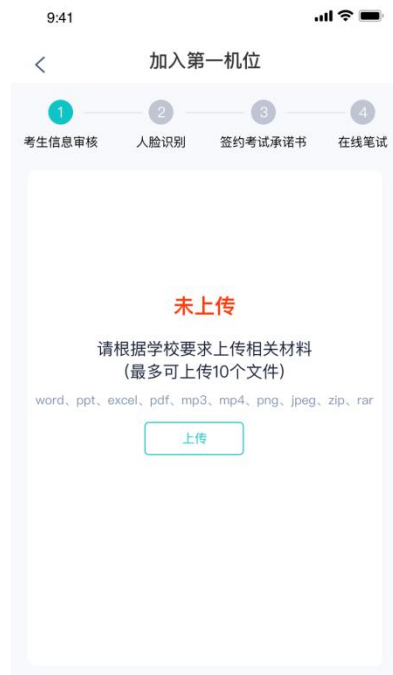 9:41
加入第一机位
1 2 3 4
考生信息审核 人脸识别 签约考试承诺书 在线笔试
未上传
请根据学校要求上传相关材料
(最多可上传10个文件)
word、ppt、excel、pdf、mp3、mp4、png、jpeg、zip、rar
上传